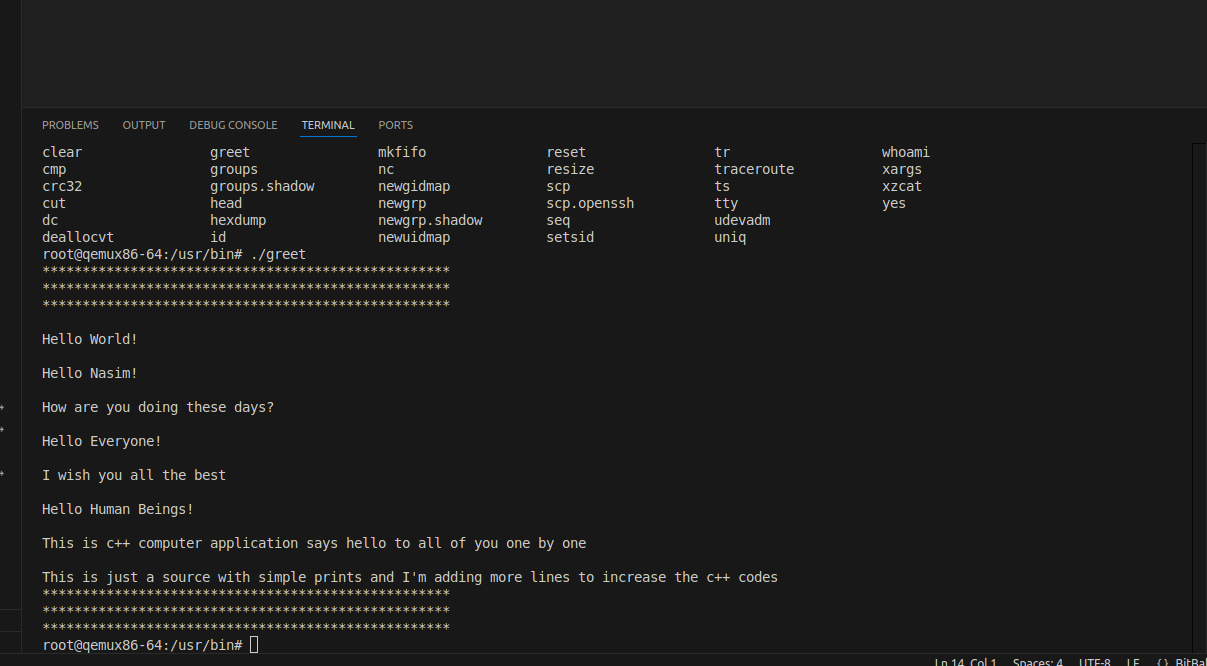 PROBLEMS OUTPUT DEBUG CONSOLE TERMINAL PORTS
clear greet mkfifo reset tr whoami
cmp groups nc resize traceroute xargs
crc32 groups.shadow newgidmap scp ts xzcat
cut head newgrp scp.openssh tty yes
dc hexdump newgrp.shadow seq udevadm
deallocvt id newuidmap setsid uniq
root@qemux86-64:/usr/bin# ./greet
***************************************************
***************************************************
***************************************************
Hello World!
Hello Nasim!
How are you doing these days?
Hello Everyone!
I wish you all the best
Hello Human Beings!
This is c++ computer application says hello to all of you one by one
This is just a source with simple prints and I'm adding more lines to increase the c++ codes
***************************************************
***************************************************
***************************************************
root@qemux86-64:/usr/bin#
Ln 14, Col 1 Spaces: 4 UTF-8 LF {} BitBa